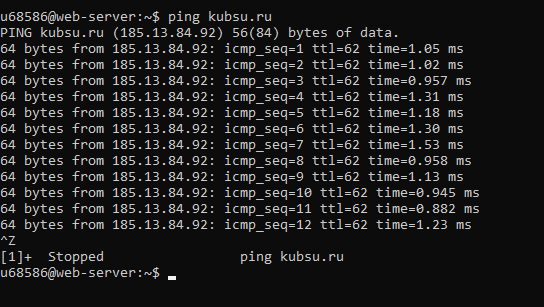 u68586@web-server:~$ ping kubsu.ru
PING kubsu.ru (185.13.84.92) 56(84) bytes of data.
64 bytes from 185.13.84.92: icmp_seq=1 ttl=62 time=1.05 ms
64 bytes from 185.13.84.92: icmp_seq=2 ttl=62 time=1.02 ms
64 bytes from 185.13.84.92: icmp_seq=3 ttl=62 time=0.957 ms
64 bytes from 185.13.84.92: icmp_seq=4 ttl=62 time=1.31 ms
64 bytes from 185.13.84.92: icmp_seq=5 ttl=62 time=1.18 ms
64 bytes from 185.13.84.92: icmp_seq=6 ttl=62 time=1.30 ms
64 bytes from 185.13.84.92: icmp_seq=7 ttl=62 time=1.53 ms
64 bytes from 185.13.84.92: icmp_seq=8 ttl=62 time=0.958 ms
64 bytes from 185.13.84.92: icmp_seq=9 ttl=62 time=1.13 ms
64 bytes from 185.13.84.92: icmp_seq=10 ttl=62 time=0.945 ms
64 bytes from 185.13.84.92: icmp_seq=11 ttl=62 time=0.882 ms
64 bytes from 185.13.84.92: icmp_seq=12 ttl=62 time=1.23 ms
^Z
[1]+  Stopped                 ping kubsu.ru
u68586@web-server:~$